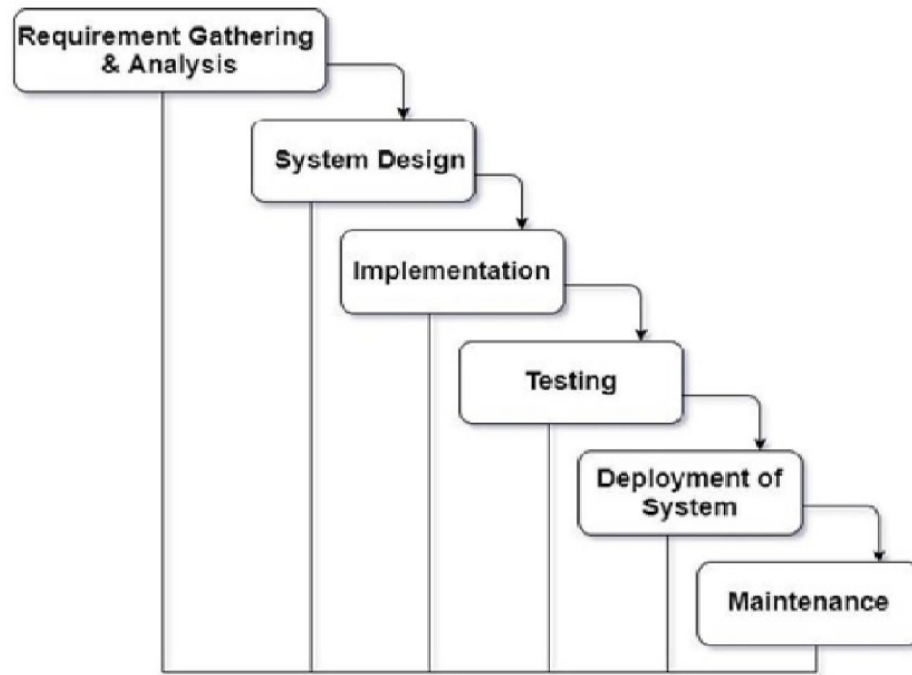 Requirement Gathering
& Analysis
System Design
Implementation
Testing
Deployment of
System
Maintenance